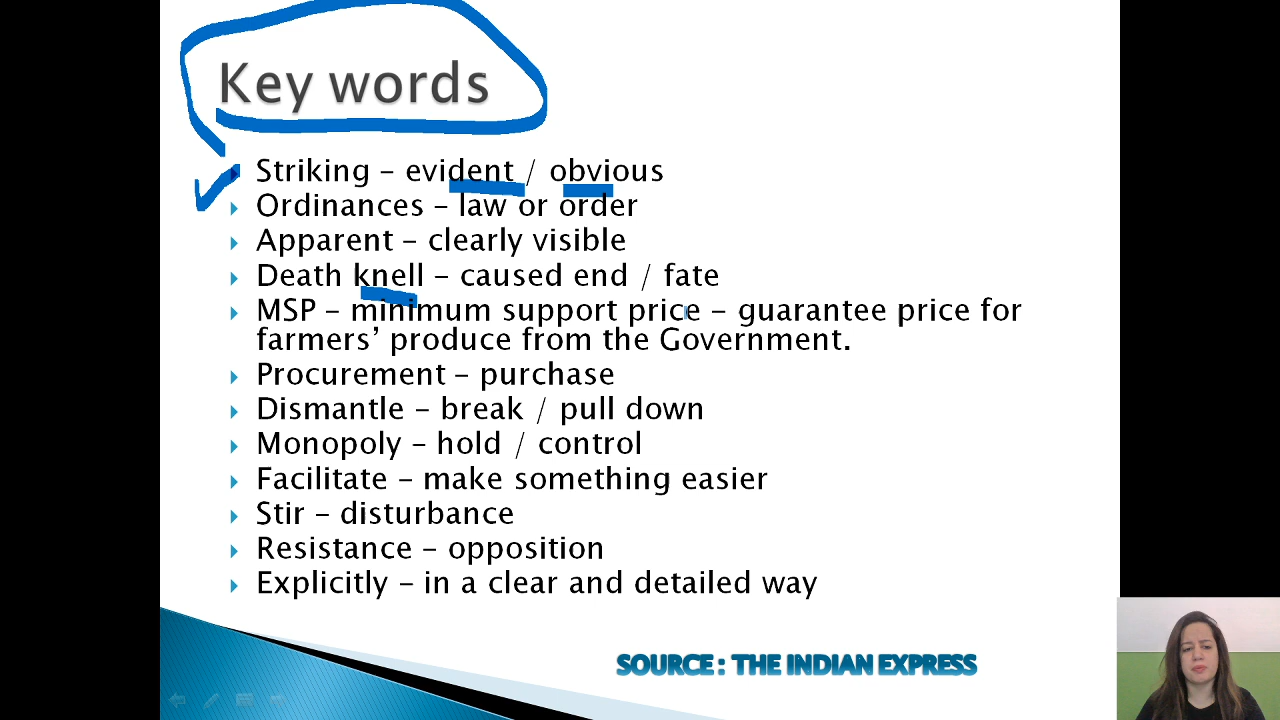 Key words
Striking – evident / obvious
Ordinances – law or order
Apparent – clearly visible
Death knell – caused end / fate
MSP – minimum support price – guarantee price for
farmers’ produce from the Government.
Procurement – purchase
Dismantle – break / pull down
Monopoly – hold / control
Facilitate – make something easier
Stir – disturbance
Resistance – opposition
Explicitly – in a clear and detailed way
SOURCE : THE INDIAN EXPRESS